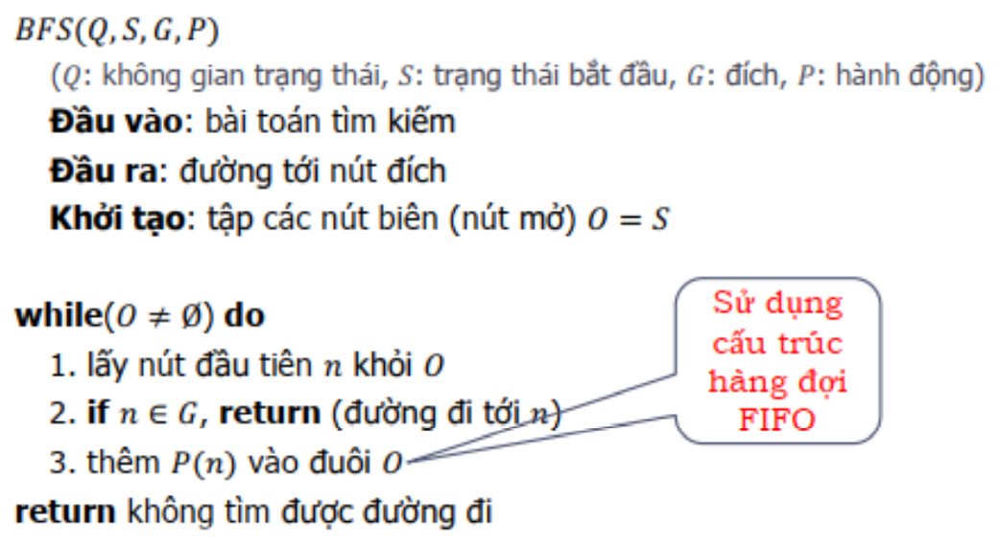 BFS(Q, S, G, P)
(Q: không gian trạng thái, S: trạng thái bắt đầu, G: đích, P: hành động)
Đầu vào: bài toán tìm kiếm
Đầu ra: đường tới nút đích
Khởi tạo: tập các nút biên (nút mở) O = S
while(O ≠ Ø) do
1. lấy nút đầu tiên n khỏi O
2. if n ∈ G, return (đường đi tới n)
3. thêm P(n) vào đuôi O
return không tìm được đường đi
Sử dụng
cấu trúc
hàng đợi
FIFO